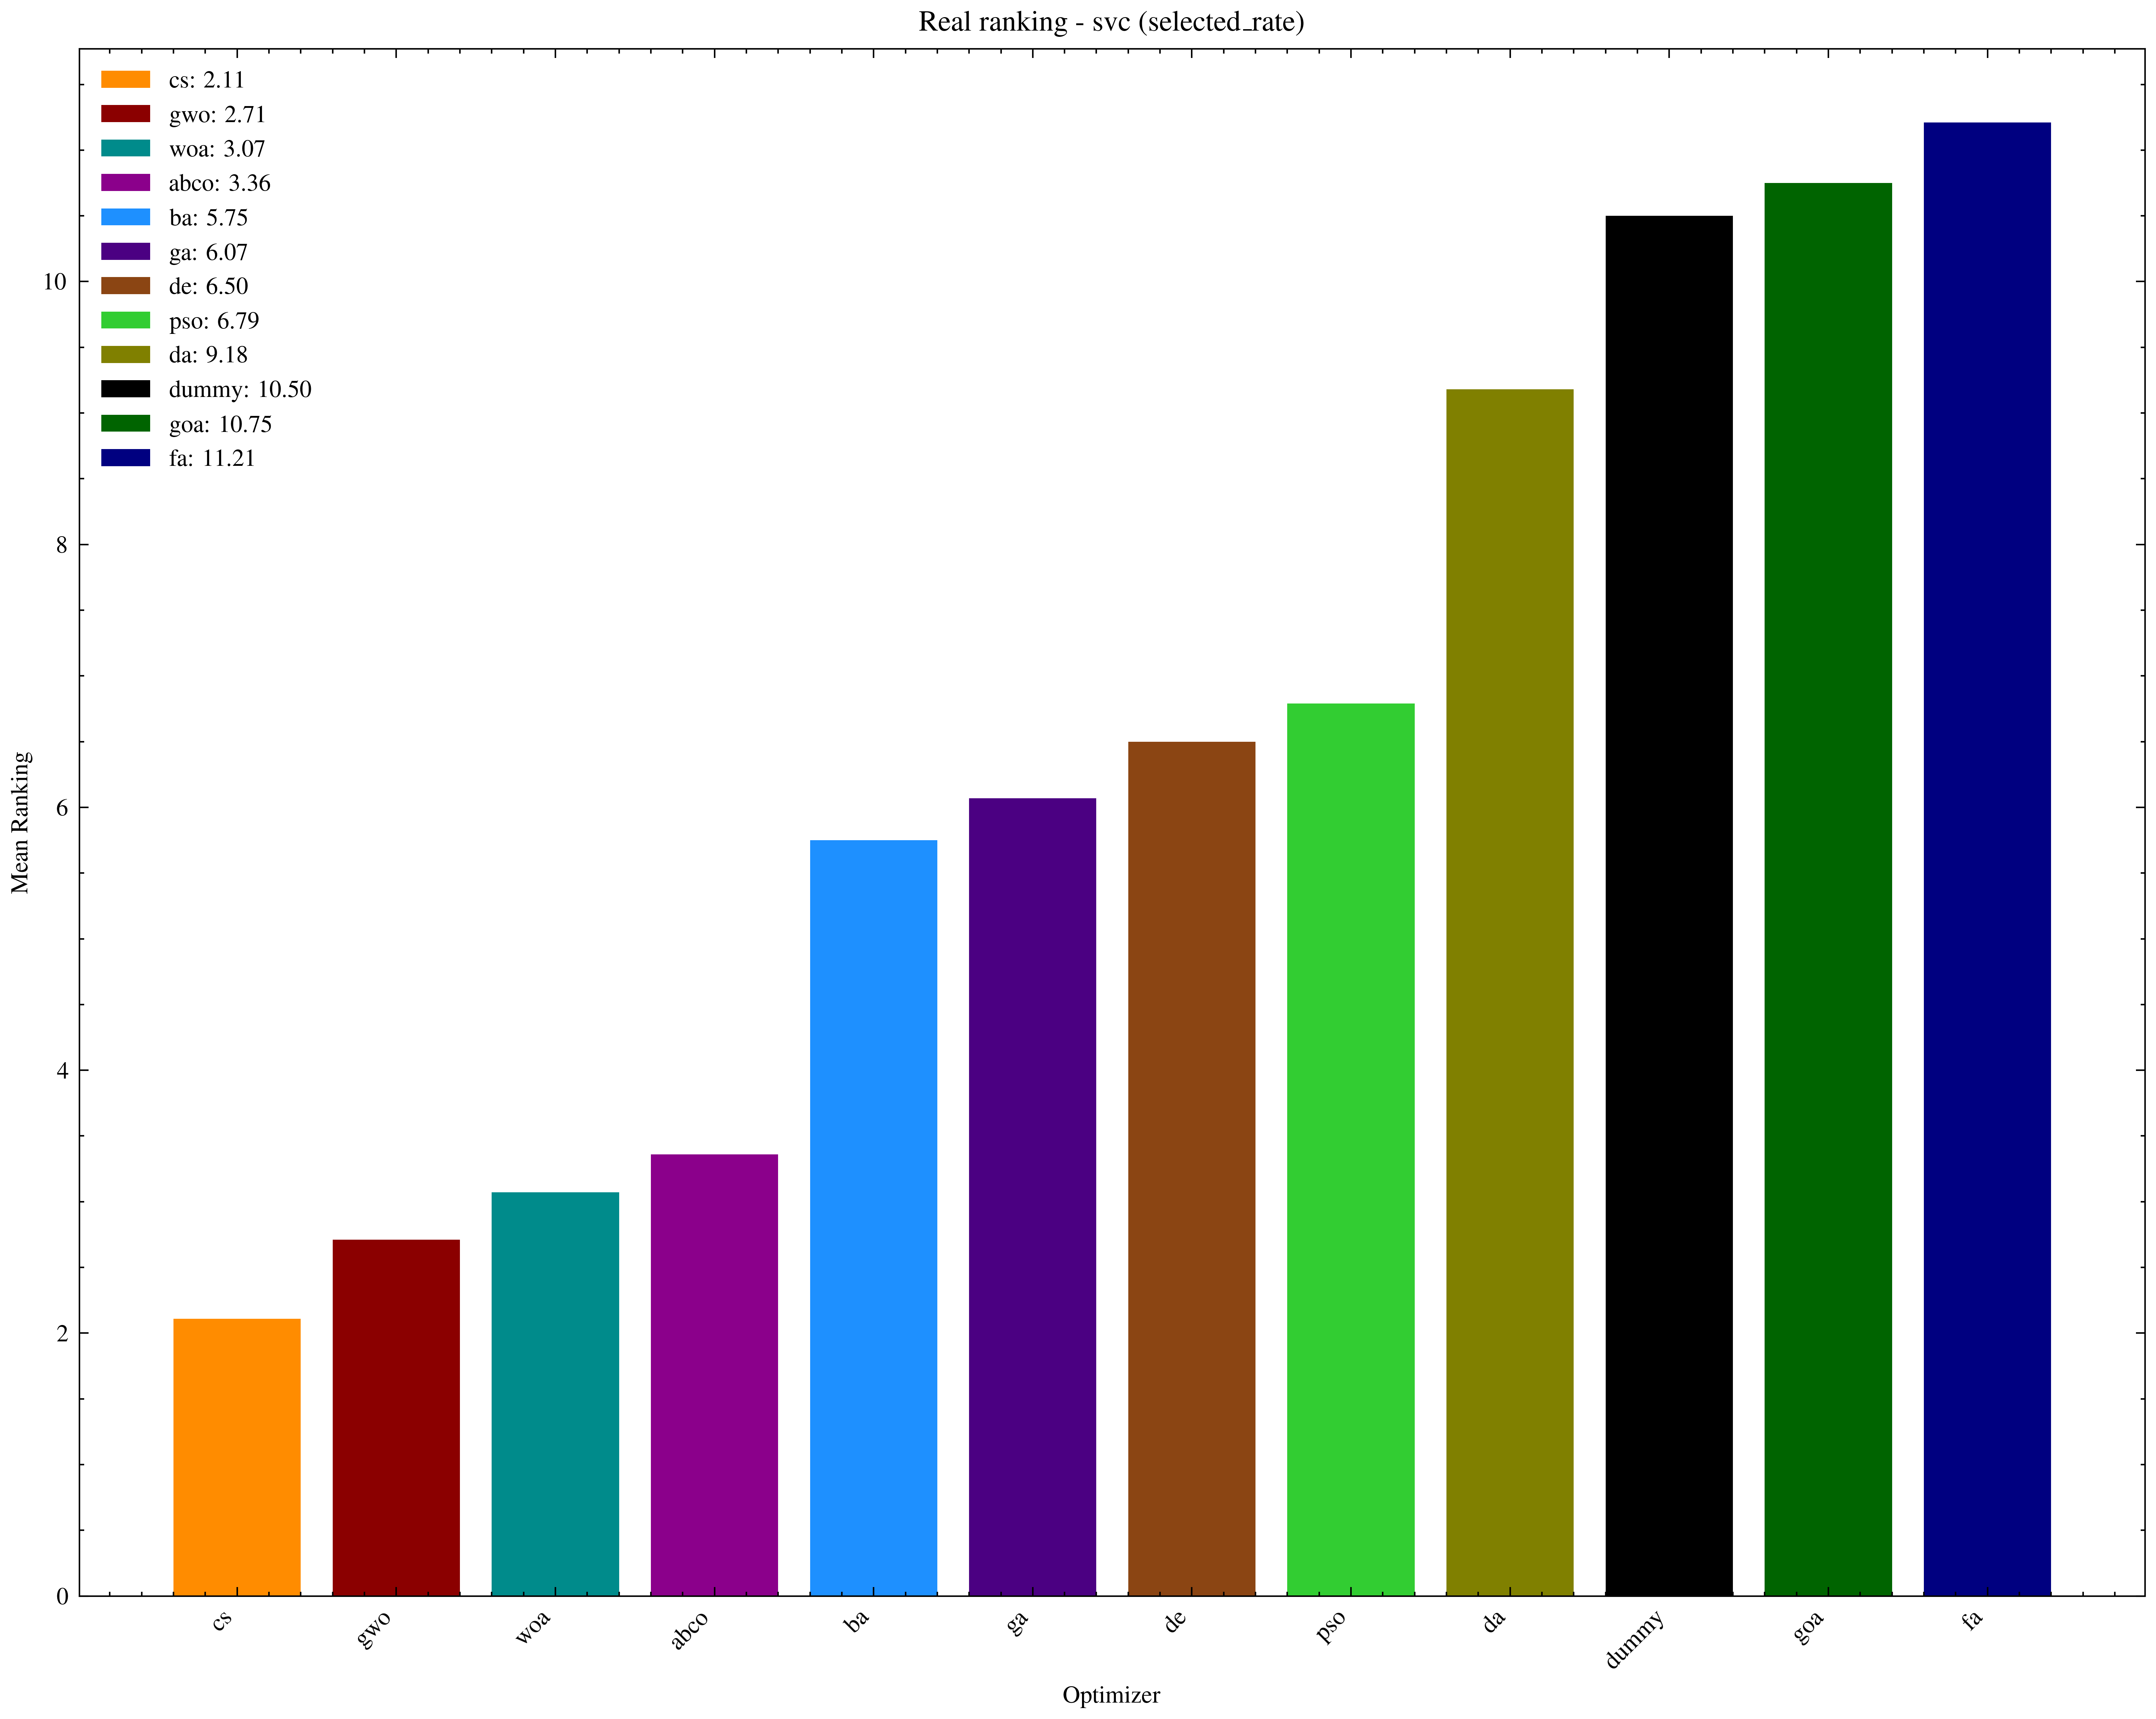 Real ranking - svc (selected_rate)
cs: 2.11
gwo: 2.71
woa: 3.07
abco: 3.36
ba: 5.75
ga: 6.07
de: 6.50
pso: 6.79
da: 9.18
dummy: 10.50
goa: 10.75
fa: 11.21
10
8
6
4
2
0
Mean Ranking
cs gwo woa abco ba ga de pso da dummy goa fa
Optimizer